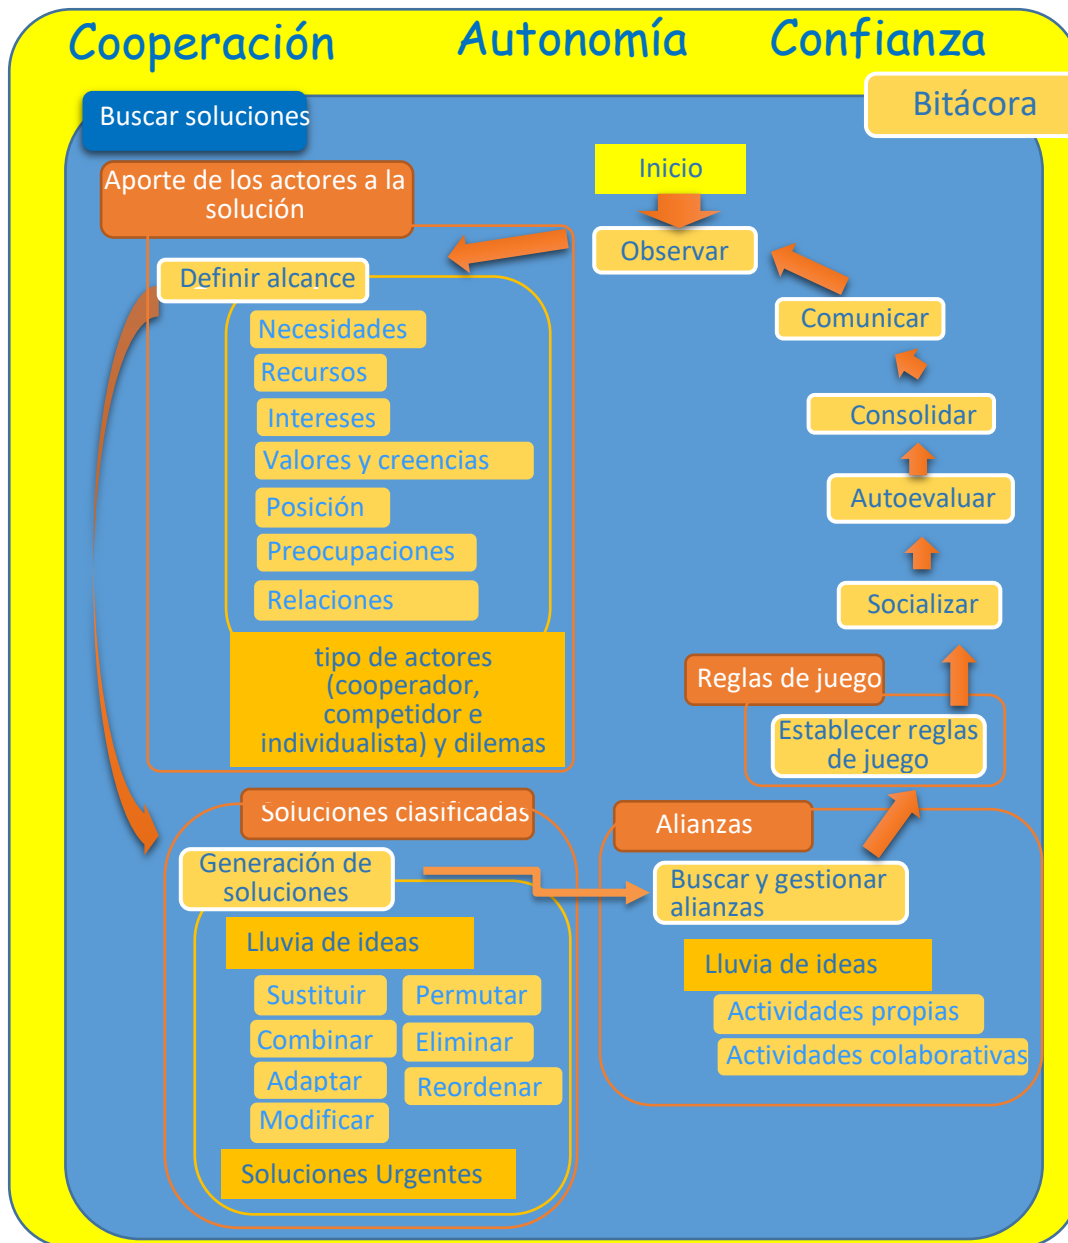 Cooperación
Autonomía
Confianza
Buscar soluciones
Bitácora
Aporte de los actores a la
solución
Inicio
Observar
Definir alcance
Necesidades
Recursos
Intereses
Valores y creencias
Posición
Preocupaciones
Relaciones
tipo de actores
(cooperador,
competidor e
individualista) y dilemas
Comunicar
Consolidar
Autoevaluar
Socializar
Reglas de juego
Establecer reglas
de juego
Soluciones clasificadas
Generación de
soluciones
Lluvia de ideas
Sustituir
Permutar
Combinar
Eliminar
Adaptar
Reordenar
Modificar
Soluciones Urgentes
Alianzas
Buscar y gestionar
alianzas
Lluvia de ideas
Actividades propias
Actividades colaborativas